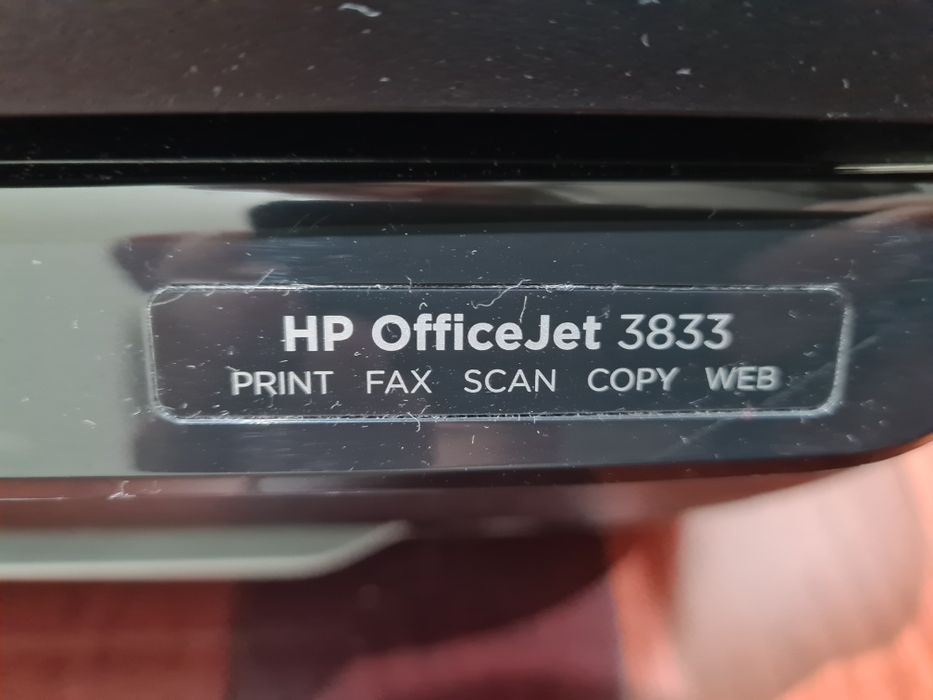 HP OfficeJet 3833
PRINT FAX SCAN COPY WEB